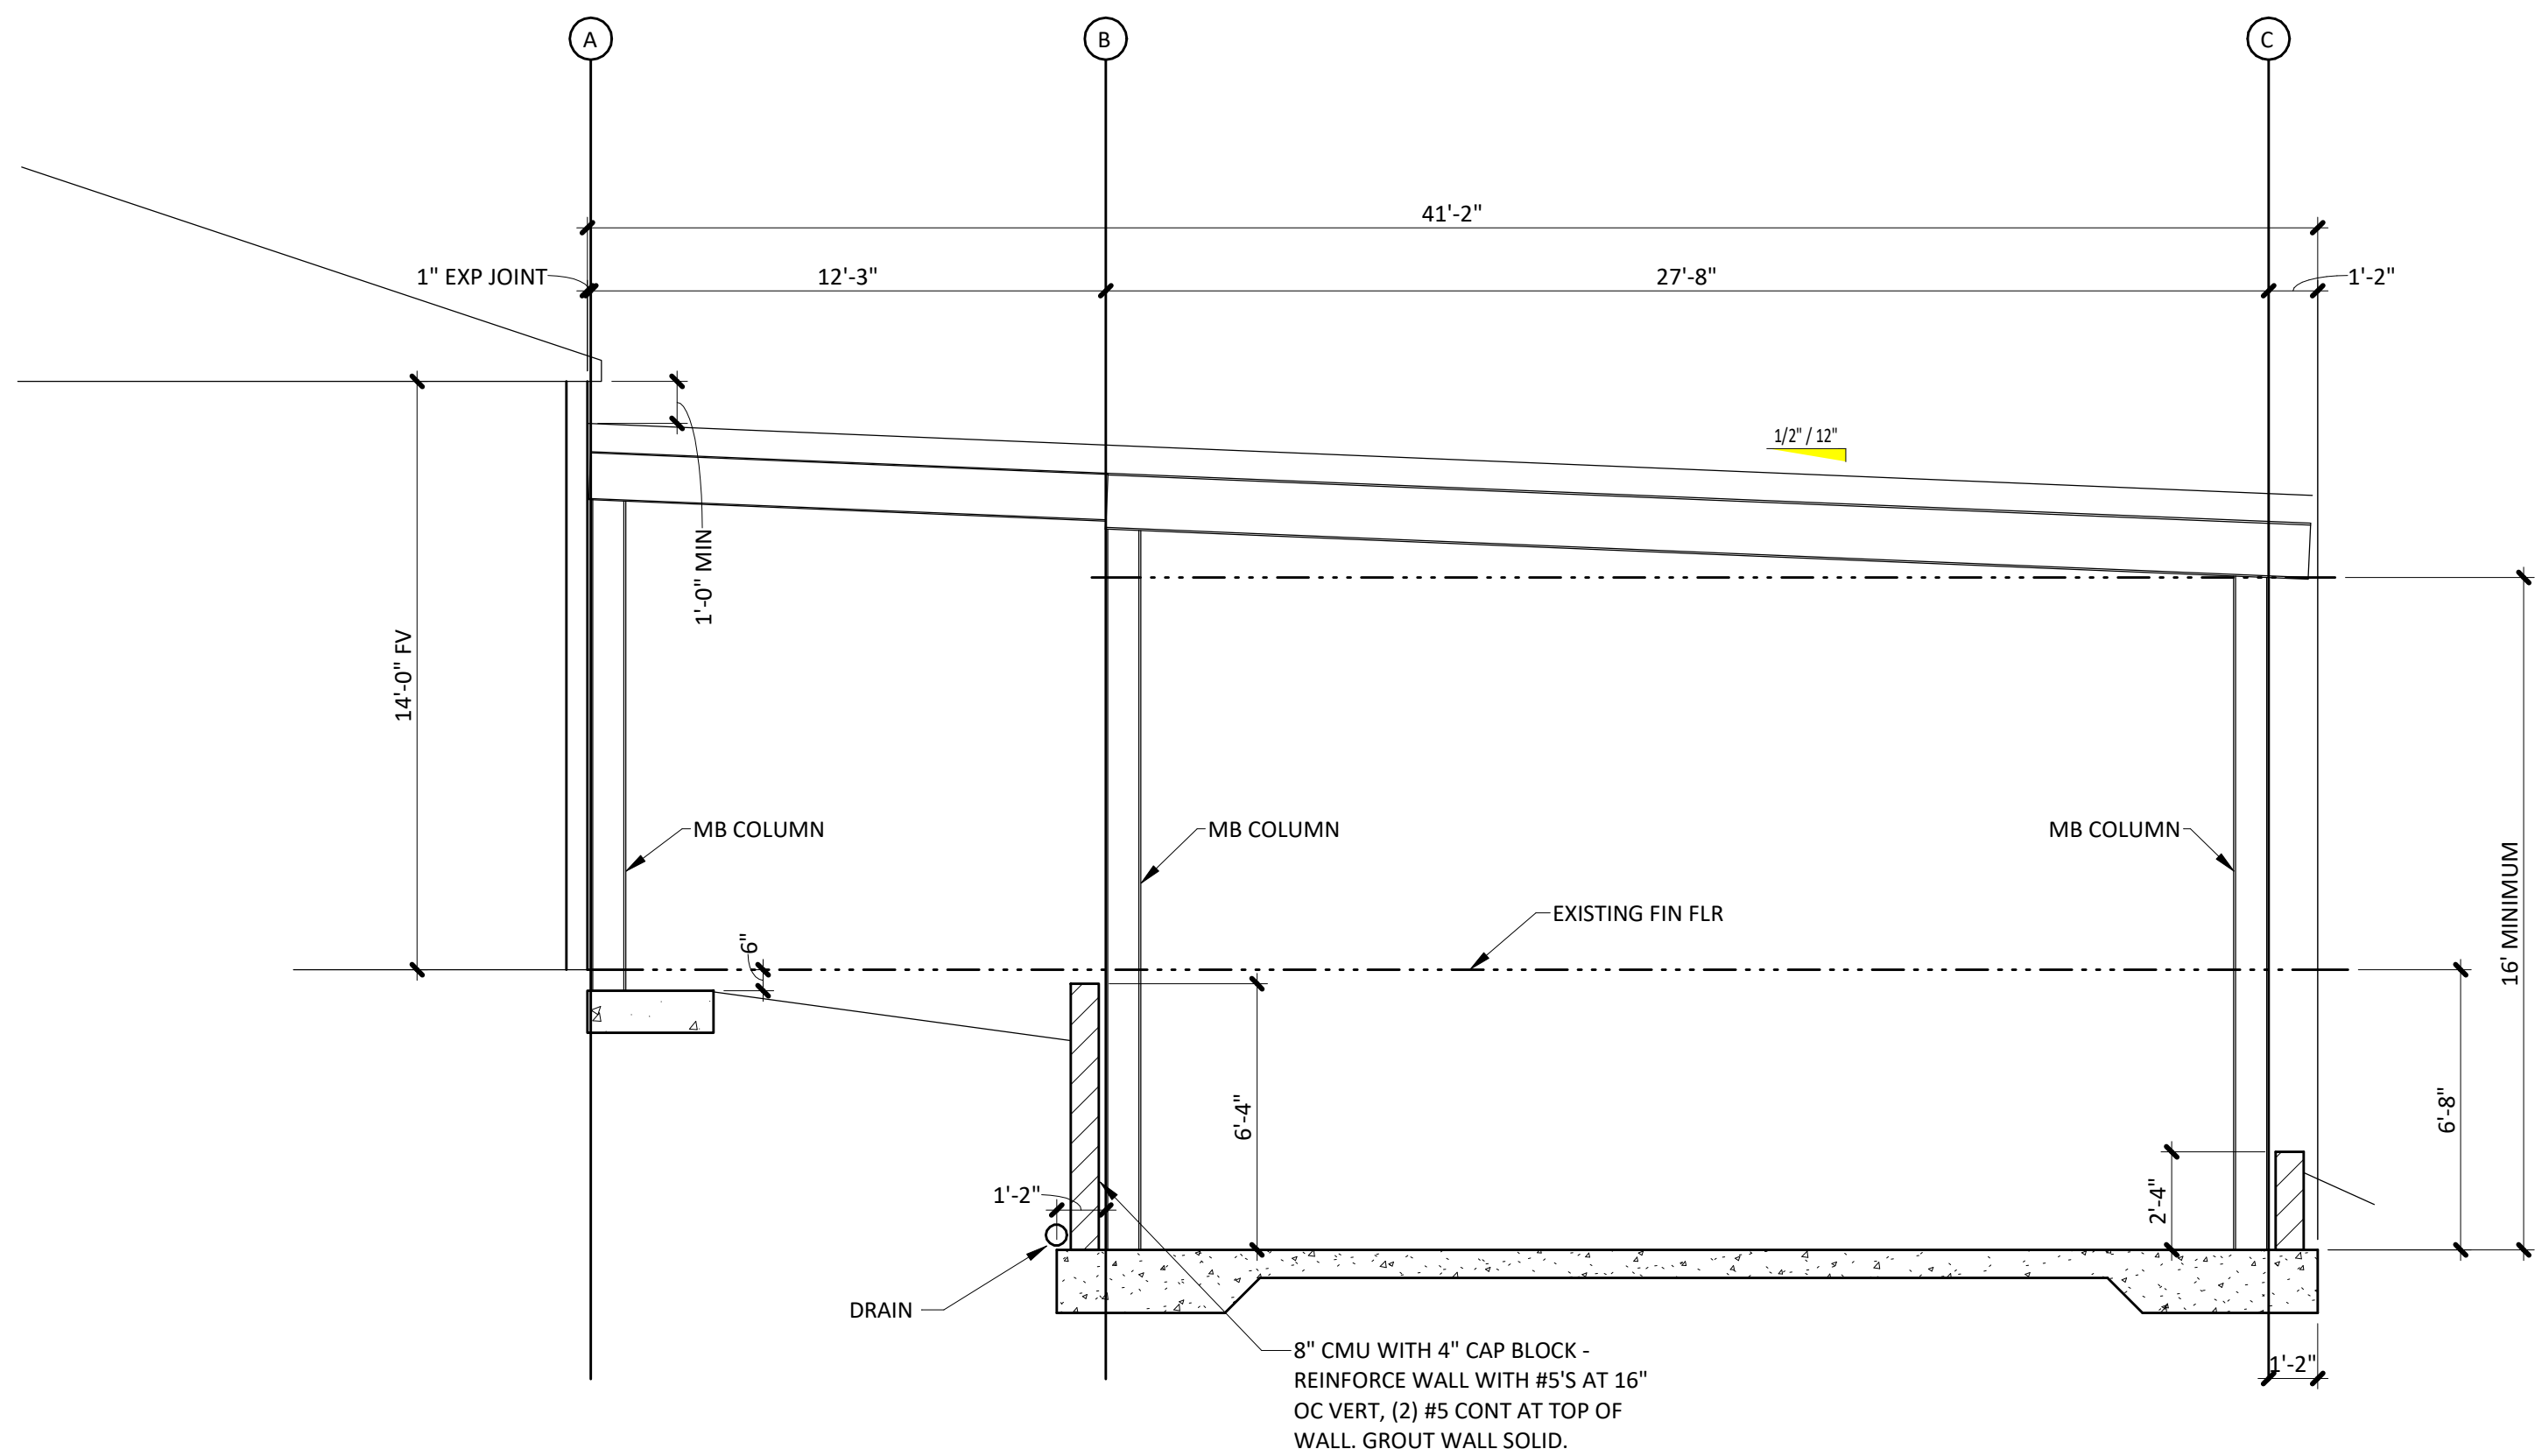 A
B
C
41'-2"
1" EXP JOINT
12'-3"
27'-8"
1'-2"
1/2" / 12"
1'-0" MIN
14'-0" FV
MB COLUMN
MB COLUMN
MB COLUMN
16' MINIMUM
EXISTING FIN FLR
6"
6'-4"
6'-8"
2'-4"
1'-2"
DRAIN
8" CMU WITH 4" CAP BLOCK -
REINFORCE WALL WITH #5'S AT 16"
OC VERT, (2) #5 CONT AT TOP OF
WALL. GROUT WALL SOLID.
1'-2"